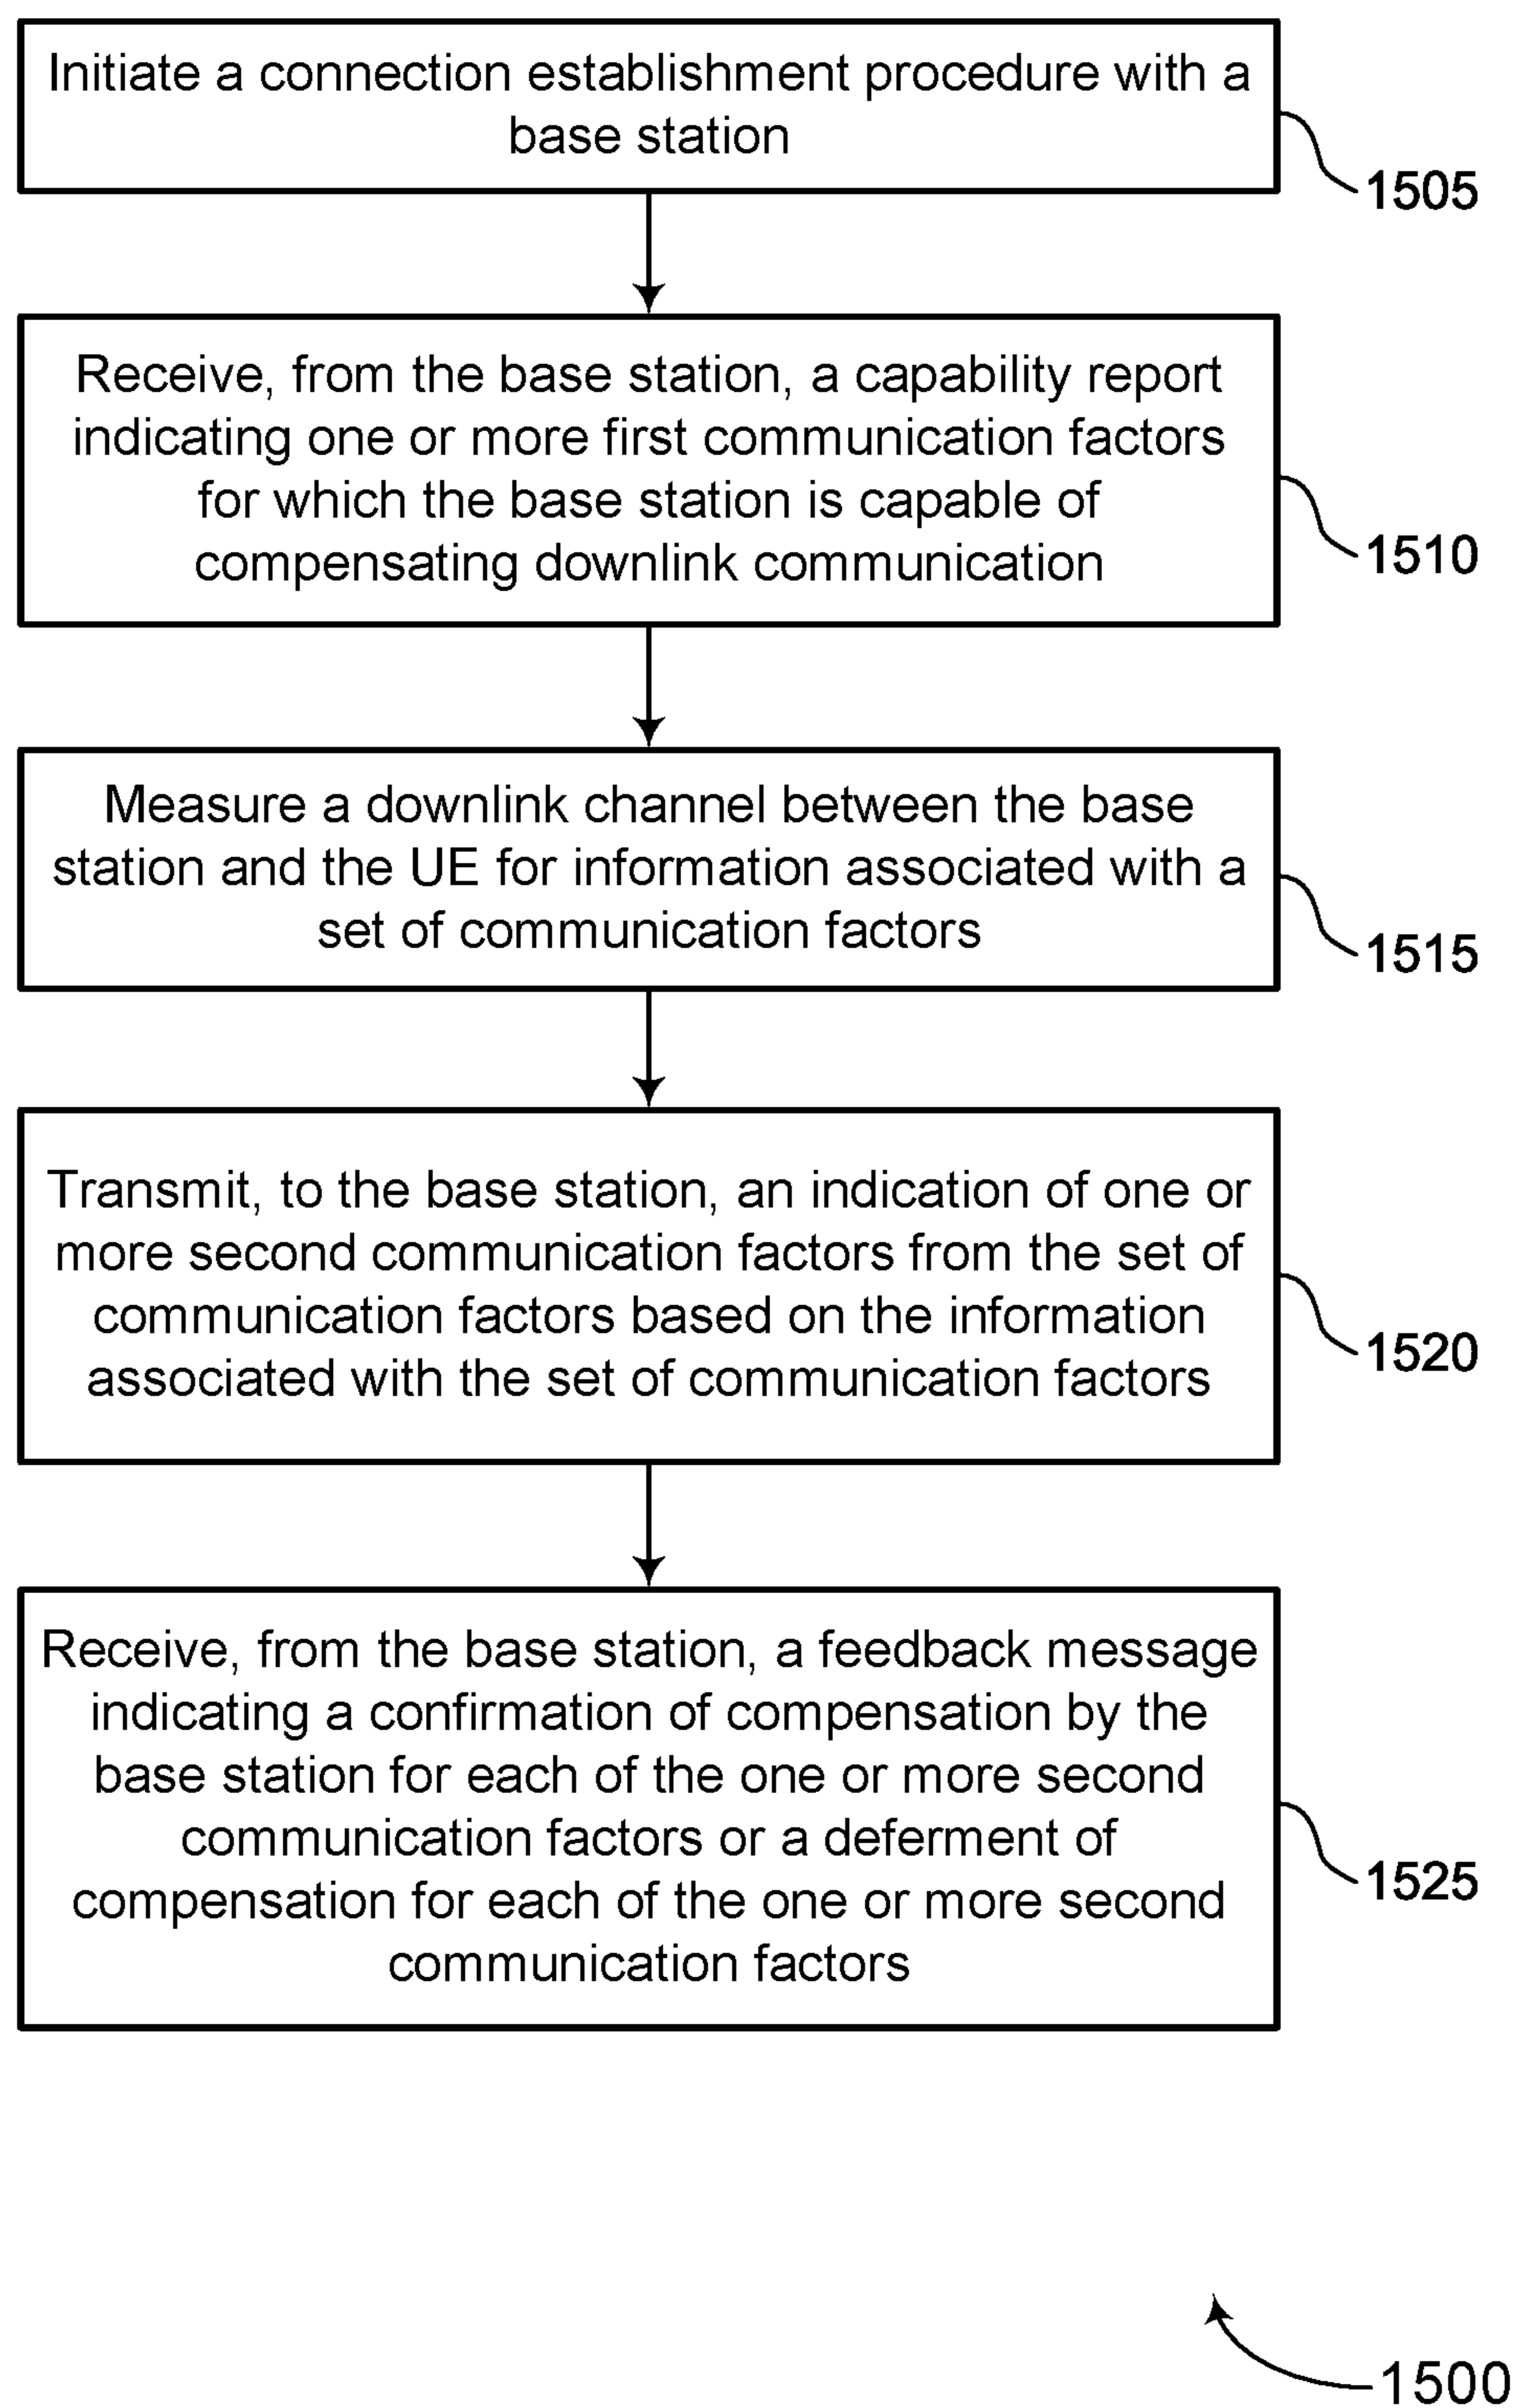 Initiate a connection establishment procedure with a
base station
1505
Receive, from the base station, a capability report
indicating one or more first communication factors
for which the base station is capable of
compensating downlink communication
1510
Measure a downlink channel between the base
station and the UE for information associated with a
set of communication factors
1515
Transmit, to the base station, an indication of one or
more second communication factors from the set of
communication factors based on the information
associated with the set of communication factors
1520
Receive, from the base station, a feedback message
indicating a confirmation of compensation by the
base station for each of the one or more second
communication factors or a deferment of
compensation for each of the one or more second
communication factors
1525
1500